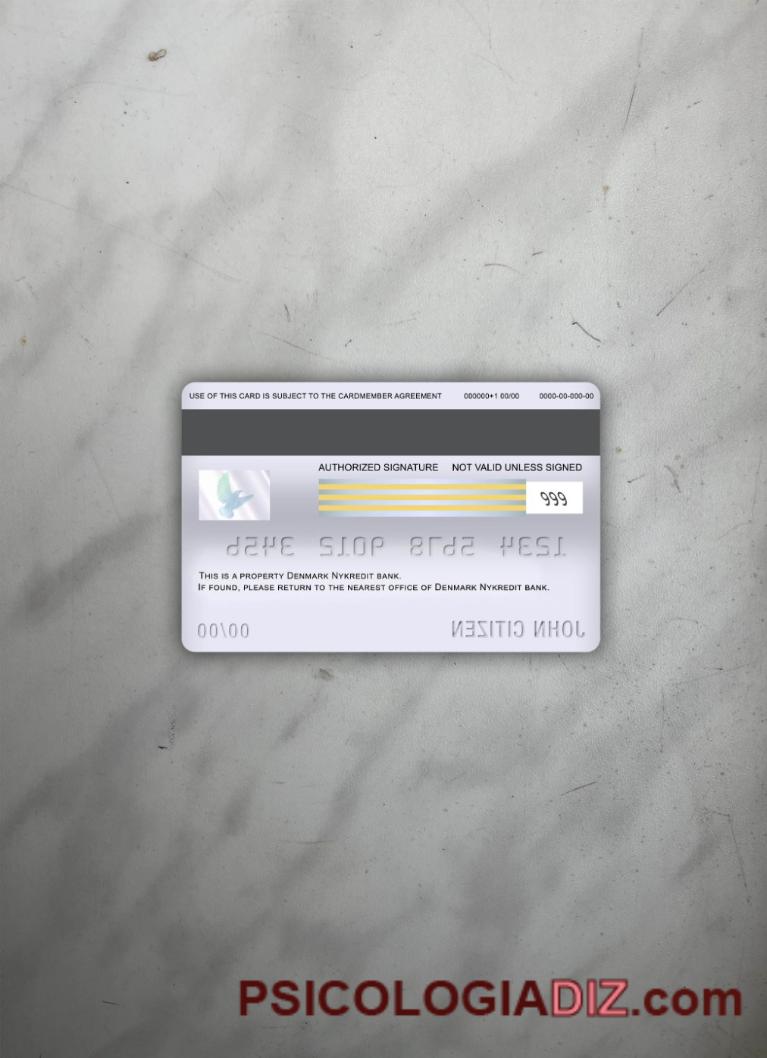 USE OF THIS CARD IS SUBJECT TO THE CARDMEMBER AGREEMENT 000000+1 00/00 0000-00-000-00
AUTHORIZED SIGNATURE NOT VALID UNLESS SIGNED
999
1234 5678 9012 3456
THIS IS A PROPERTY DENMARK NYKREDIT BANK.
IF FOUND, PLEASE RETURN TO THE NEAREST OFFICE OF DENMARK NYKREDIT BANK.
00/00 JOHN CITIZEN
PSICOLOGIADIZ.com